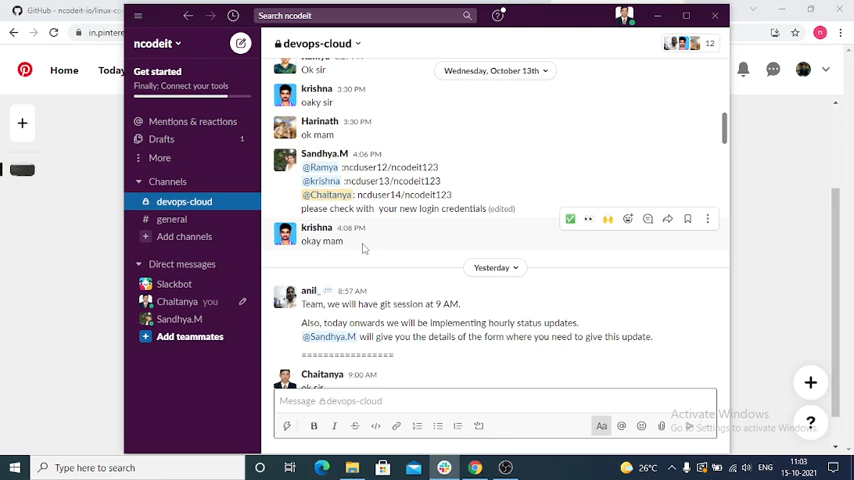 GitHub - ncodeit-io/linux-co
in.pintere
Home Today
Search ncodeit
ncodeit
Get started
Finally: Connect your tools
Mentions & reactions
Drafts 1
More
Channels
devops-cloud
# general
Add channels
Direct messages
Slackbot
Chaitanya you
Sandhya.M
Add teammates
devops-cloud
12
Wednesday, October 13th
Ok sir
krishna 3:30 PM
oaky sir
Harinath 3:30 PM
ok mam
Sandhya.M 4:06 PM
@Ramya :ncduser12/ncodeit123
@krishna :ncduser13/ncodeit123
@Chaitanya: ncduser14/ncodeit123
please check with your new login credentials (edited)
krishna 4:08 PM
okay mam
Yesterday
anil_ 8:57 AM
Team, we will have git session at 9 AM.
Also, today onwards we will be implementing hourly status updates.
@Sandhya.M will give you the details of the form where you need to give this update.
=================
Chaitanya 9:00 AM
ok sir
Message devops-cloud
Aa
Activate Windows
Go to Settings to activate Windows.
Type here to search
26°C
ENG
11:03
15-10-2021